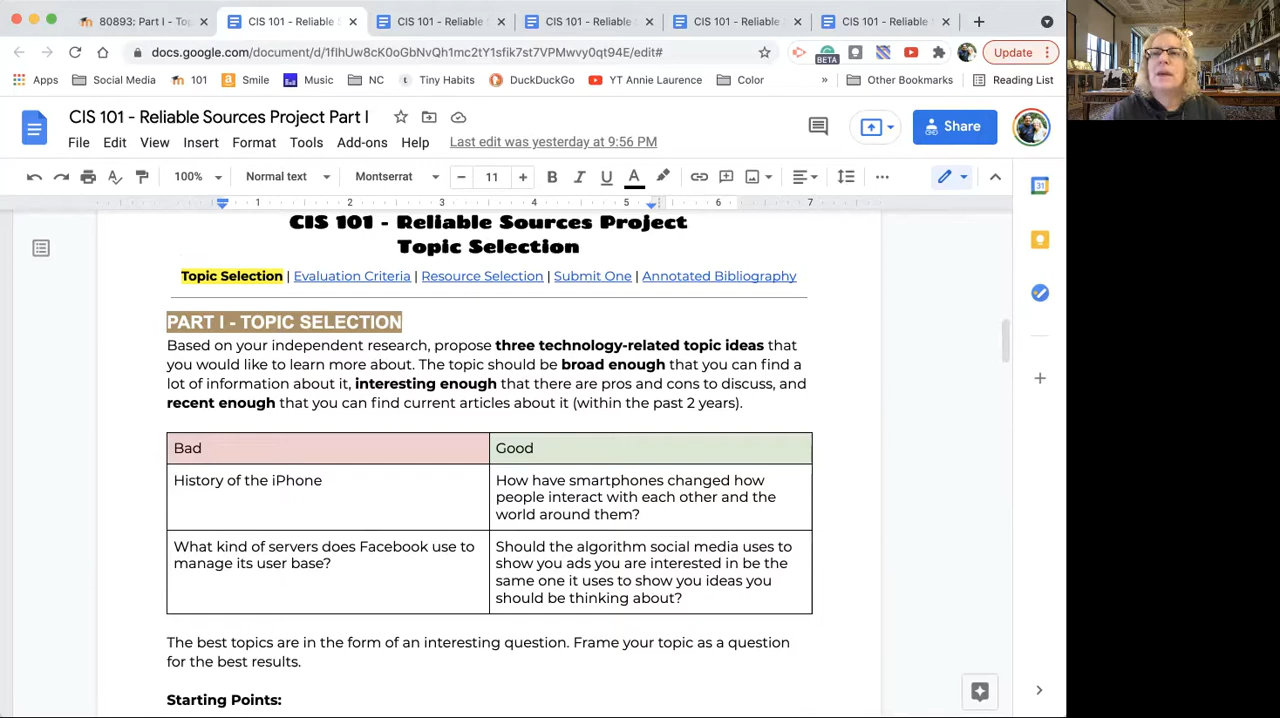 80893: Part I - Top
CIS 101 - Reliable S
CIS 101 - Reliable
CIS 101 - Reliable
CIS 101 - Reliable
CIS 101 - Reliable
docs.google.com/document/d/1flhUw8cK0oGbNvQh1mc2tY1sfik7st7VPMwvy0qt94E/edit#
BETA
Update
Apps
Social Media
101
Smile
Music
NC
Tiny Habits
DuckDuckGo
YT Annie Laurence
Color
»
Other Bookmarks
Reading List
CIS 101 - Reliable Sources Project Part I
Share
File Edit View Insert Format Tools Add-ons Help Last edit was yesterday at 9:56 PM
100% Normal text Montserrat − 11 + B I U A
1 2 3 4 5 6 7
31
CIS 101 - Reliable Sources Project
Topic Selection
Topic Selection | Evaluation Criteria | Resource Selection | Submit One | Annotated Bibliography
PART I - TOPIC SELECTION
Based on your independent research, propose three technology-related topic ideas that
you would like to learn more about. The topic should be broad enough that you can find a
lot of information about it, interesting enough that there are pros and cons to discuss, and
recent enough that you can find current articles about it (within the past 2 years).
Bad
Good
History of the iPhone
How have smartphones changed how
people interact with each other and the
world around them?
What kind of servers does Facebook use to
manage its user base?
Should the algorithm social media uses to
show you ads you are interested in be the
same one it uses to show you ideas you
should be thinking about?
The best topics are in the form of an interesting question. Frame your topic as a question
for the best results.
Starting Points: